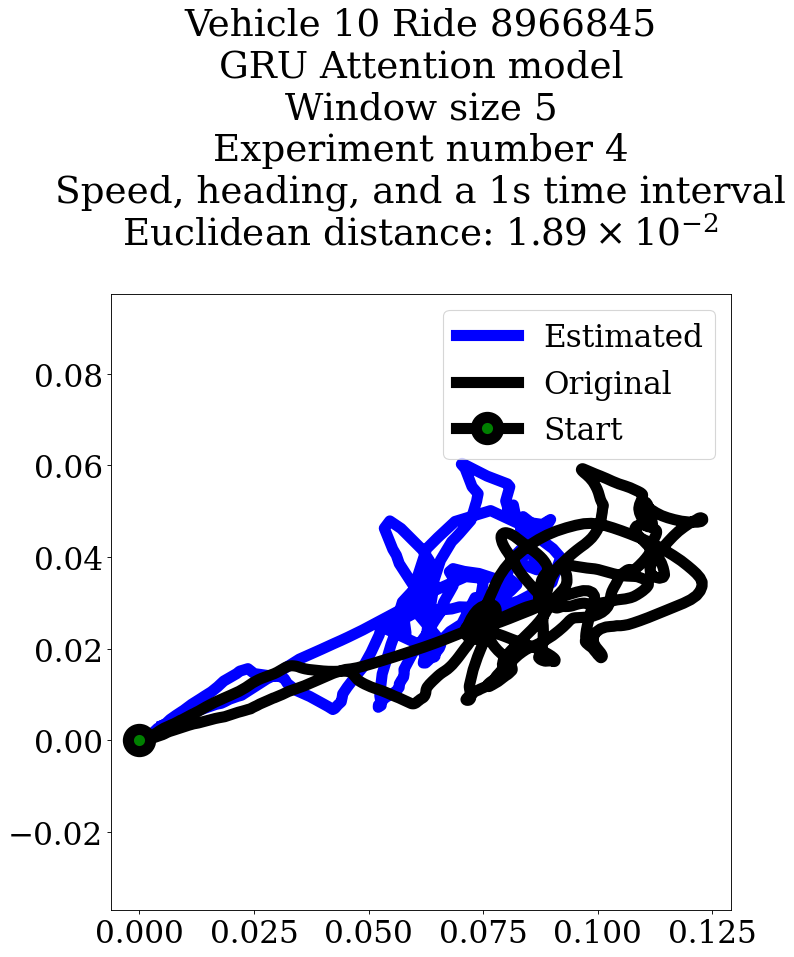 Vehicle 10 Ride 8966845
GRU Attention model
Window size 5
Experiment number 4
Speed, heading, and a 1s time interval
Euclidean distance: 1.89 × 10⁻²
Estimated
Original
Start
0.08
0.06
0.04
0.02
0.00
−0.02
0.000 0.025 0.050 0.075 0.100 0.125